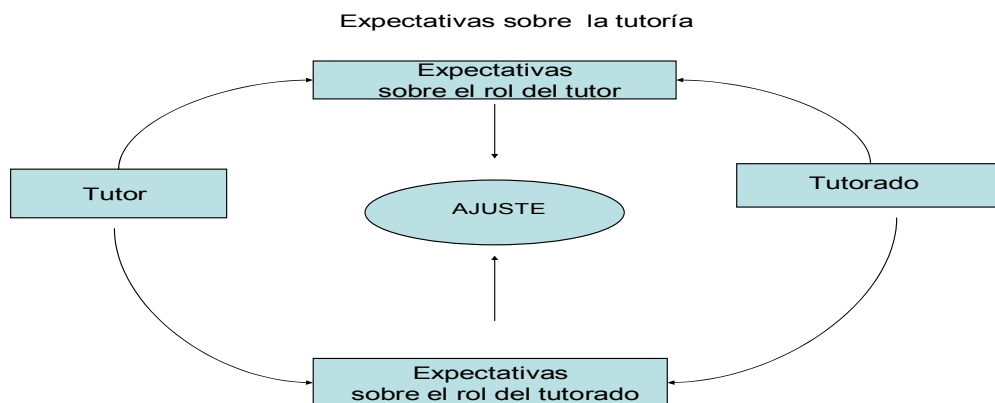 Expectativas sobre la tutoría
Expectativas
sobre el rol del tutor
Tutor
Tutorado
AJUSTE
Expectativas
sobre el rol del tutorado